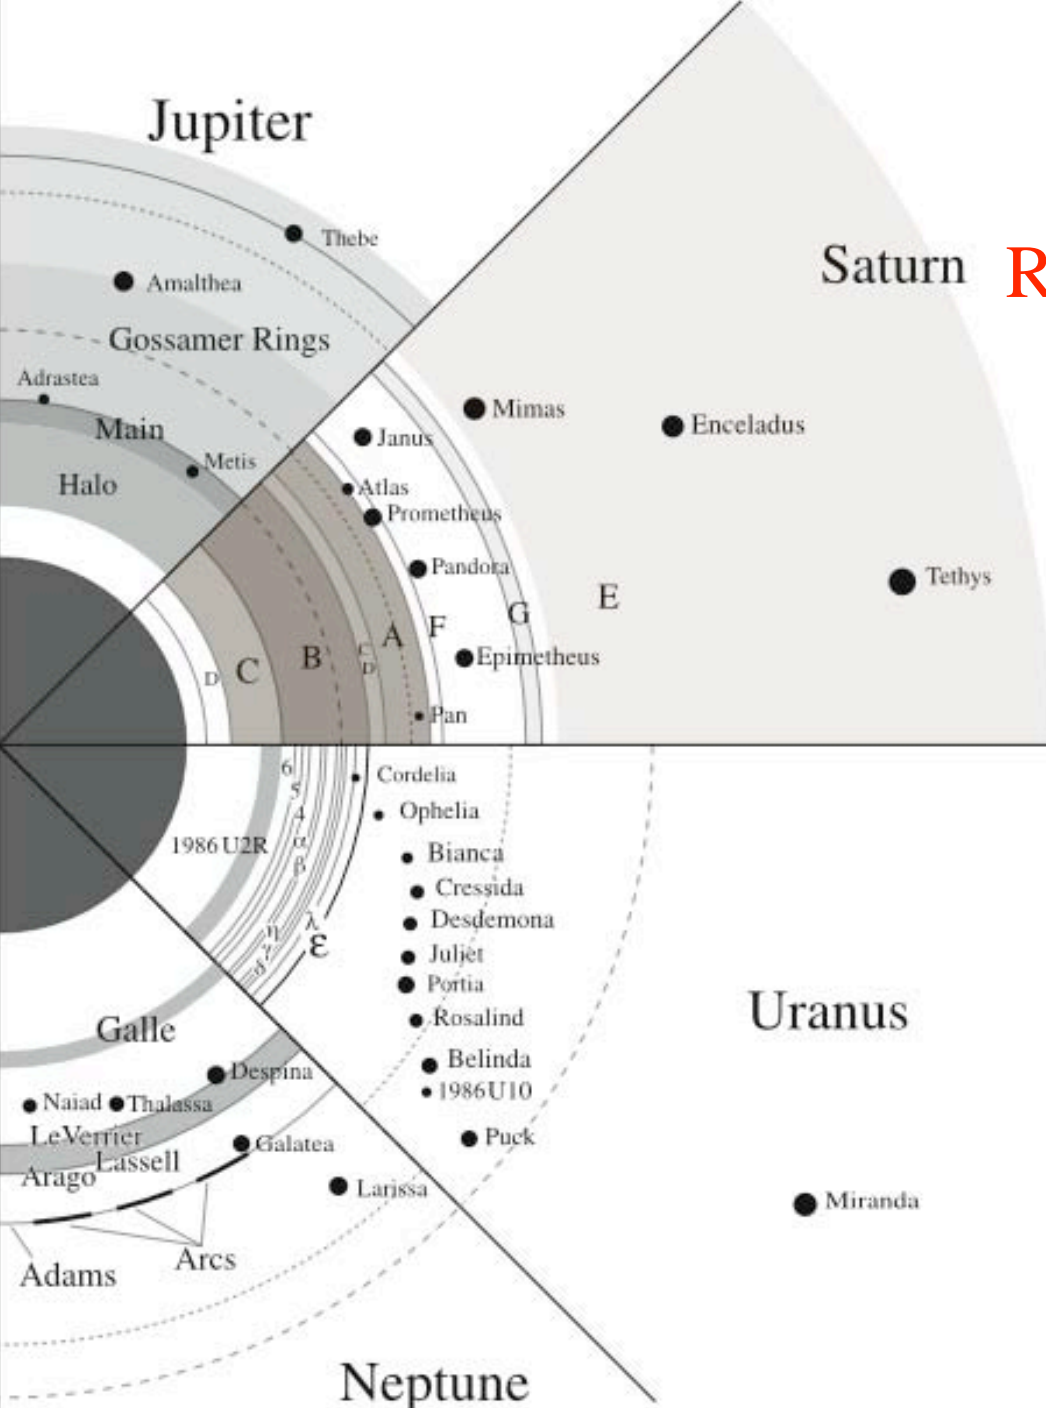 Jupiter
Thebe
Amalthea
Gossamer Rings
Adrastea
Main
Metis
Halo
Saturn R
Mimas
Enceladus
Janus
Atlas
Prometheus
Pandora
Tethys
E
G
F
A
Epimetheus
B
C
D
C
D
Pan
6
5
4
α
β
η
γ
δ
λ
ε
1986 U2R
Cordelia
Ophelia
Bianca
Cressida
Desdemona
Juliet
Portia
Rosalind
Belinda
1986U10
Puck
Uranus
Miranda
Galle
Despina
Naiad
Thalassa
LeVerrier
Lassell
Arago
Galatea
Larissa
Arcs
Adams
Neptune